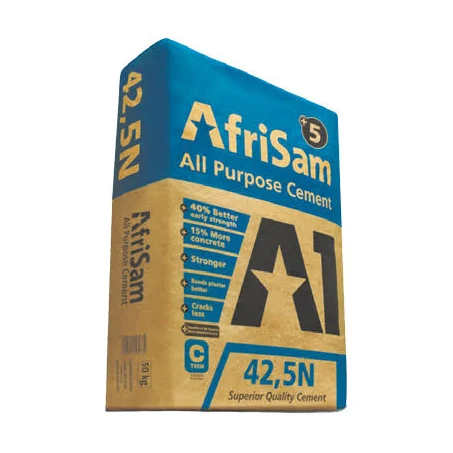 42,5N
AfriSam
All Purpose Cement
50 kg
+5
AfriSam
All Purpose Cement
+ 40% Better
early strength
+ 15% More
concrete
+ Stronger
+ Bonds plaster
better
+ Cracks
less
A1
C
TECH
42,5N
Superior Quality Cement